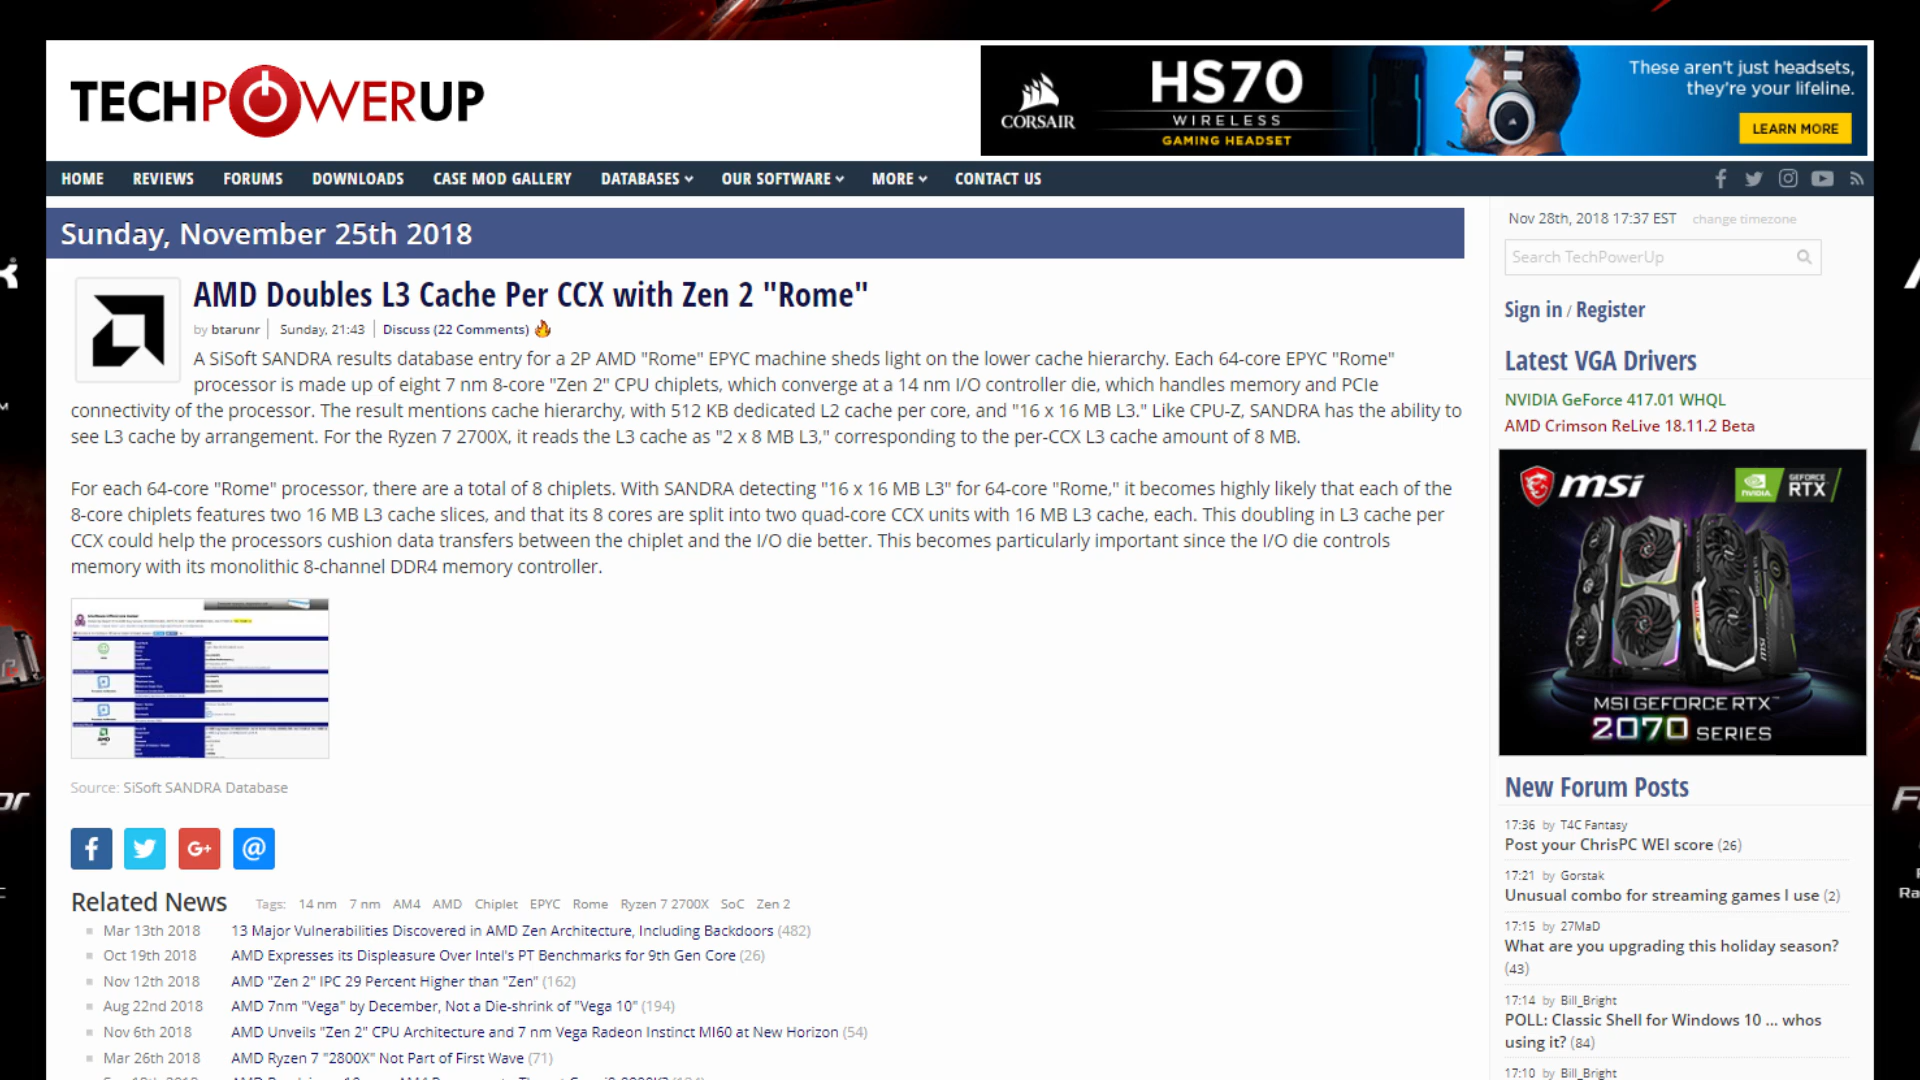 TECHPOWERUP
CORSAIR
HS70
WIRELESS
GAMING HEADSET
These aren't just headsets,
they're your lifeline.
LEARN MORE
HOME REVIEWS FORUMS DOWNLOADS CASE MOD GALLERY DATABASES OUR SOFTWARE MORE CONTACT US
Sunday, November 25th 2018
AMD Doubles L3 Cache Per CCX with Zen 2 "Rome"
by btarunr Sunday, 21:43 Discuss (22 Comments)
A SiSoft SANDRA results database entry for a 2P AMD "Rome" EPYC machine sheds light on the lower cache hierarchy. Each 64-core EPYC "Rome"
processor is made up of eight 7 nm 8-core "Zen 2" CPU chiplets, which converge at a 14 nm I/O controller die, which handles memory and PCIe
connectivity of the processor. The result mentions cache hierarchy, with 512 KB dedicated L2 cache per core, and "16 x 16 MB L3." Like CPU-Z, SANDRA has the ability to
see L3 cache by arrangement. For the Ryzen 7 2700X, it reads the L3 cache as "2 x 8 MB L3," corresponding to the per-CCX L3 cache amount of 8 MB.
For each 64-core "Rome" processor, there are a total of 8 chiplets. With SANDRA detecting "16 x 16 MB L3" for 64-core "Rome," it becomes highly likely that each of the
8-core chiplets features two 16 MB L3 cache slices, and that its 8 cores are split into two quad-core CCX units with 16 MB L3 cache, each. This doubling in L3 cache per
CCX could help the processors cushion data transfers between the chiplet and the I/O die better. This becomes particularly important since the I/O die controls
memory with its monolithic 8-channel DDR4 memory controller.
Source: SiSoft SANDRA Database
Related News Tags: 14 nm 7 nm AM4 AMD Chiplet EPYC Rome Ryzen 7 2700X SoC Zen 2
Mar 13th 2018 13 Major Vulnerabilities Discovered in AMD Zen Architecture, Including Backdoors (482)
Oct 19th 2018 AMD Expresses its Displeasure Over Intel's PT Benchmarks for 9th Gen Core (26)
Nov 12th 2018 AMD "Zen 2" IPC 29 Percent Higher than "Zen" (162)
Aug 22nd 2018 AMD 7nm "Vega" by December, Not a Die-shrink of "Vega 10" (194)
Nov 6th 2018 AMD Unveils "Zen 2" CPU Architecture and 7 nm Vega Radeon Instinct MI60 at New Horizon (54)
Mar 26th 2018 AMD Ryzen 7 "2800X" Not Part of First Wave (71)
Nov 28th, 2018 17:37 EST change timezone
Search TechPowerUp
Sign in / Register
Latest VGA Drivers
NVIDIA GeForce 417.01 WHQL
AMD Crimson ReLive 18.11.2 Beta
msi
NVIDIA GEFORCE RTX
MSI GEFORCE RTX
2070 SERIES
New Forum Posts
17:36 by T4C Fantasy
Post your ChrisPC WEI score (26)
17:21 by Gorstak
Unusual combo for streaming games I use (2)
17:15 by 27MaD
What are you upgrading this holiday season?
(43)
17:14 by Bill_Bright
POLL: Classic Shell for Windows 10 ... whos
using it? (84)
17:10 by Bill_Bright